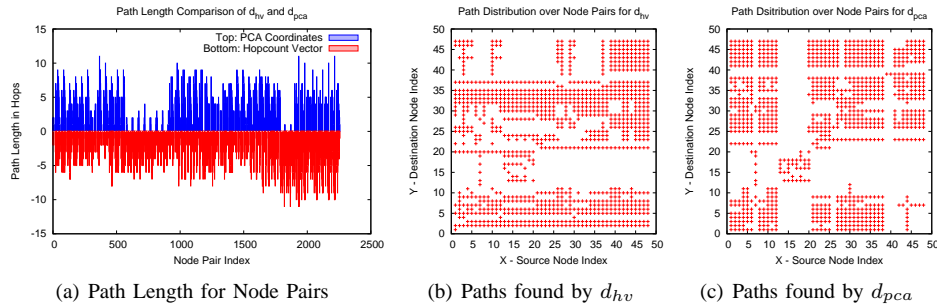 Path Length Comparison of d_hv and d_pca
Top: PCA Coordinates
Bottom: Hopcount Vector
Path Length in Hops
15
10
5
0
-5
-10
-15
0 500 1000 1500 2000 2500
Node Pair Index
(a) Path Length for Node Pairs
Path Distribution over Node Pairs for d_hv
Y - Destination Node Index
50
45
40
35
30
25
20
15
10
5
0
0 5 10 15 20 25 30 35 40 45 50
X - Source Node Index
(b) Paths found by d_hv
Path Dsitribution over Node Pairs for d_pca
Y - Destination Node Index
50
45
40
35
30
25
20
15
10
5
0
0 5 10 15 20 25 30 35 40 45 50
X - Source Node Index
(c) Paths found by d_pca